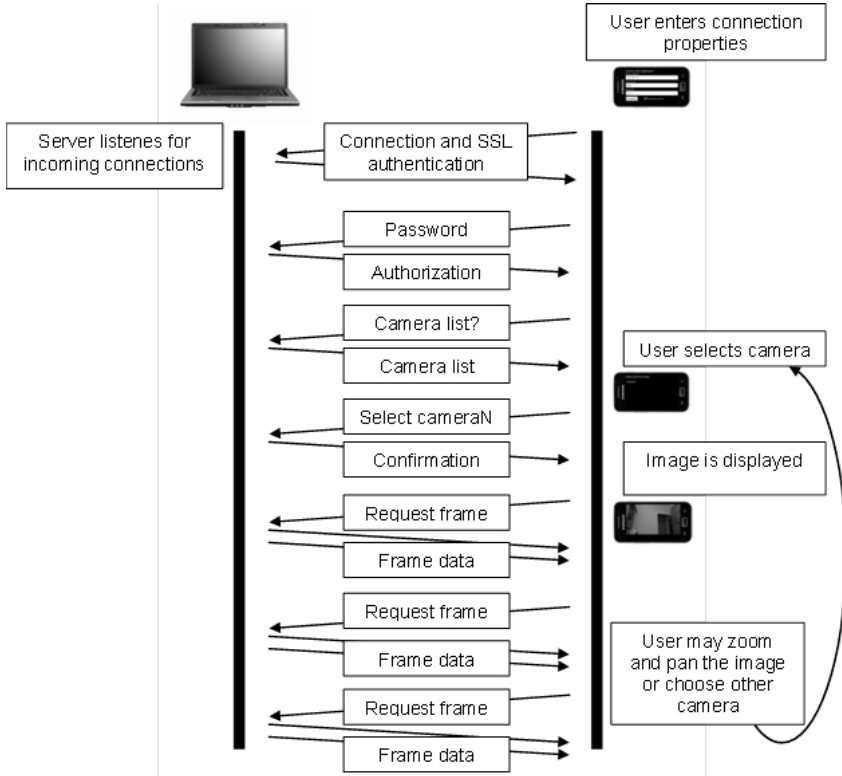 User enters connection
properties
Server listenes for
incoming connections
Connection and SSL
authentication
Password
Authorization
Camera list?
Camera list
User selects camera
Select cameraN
Confirmation
Image is displayed
Request frame
Frame data
Request frame
Frame data
User may zoom
and pan the image
or choose other
camera
Request frame
Frame data